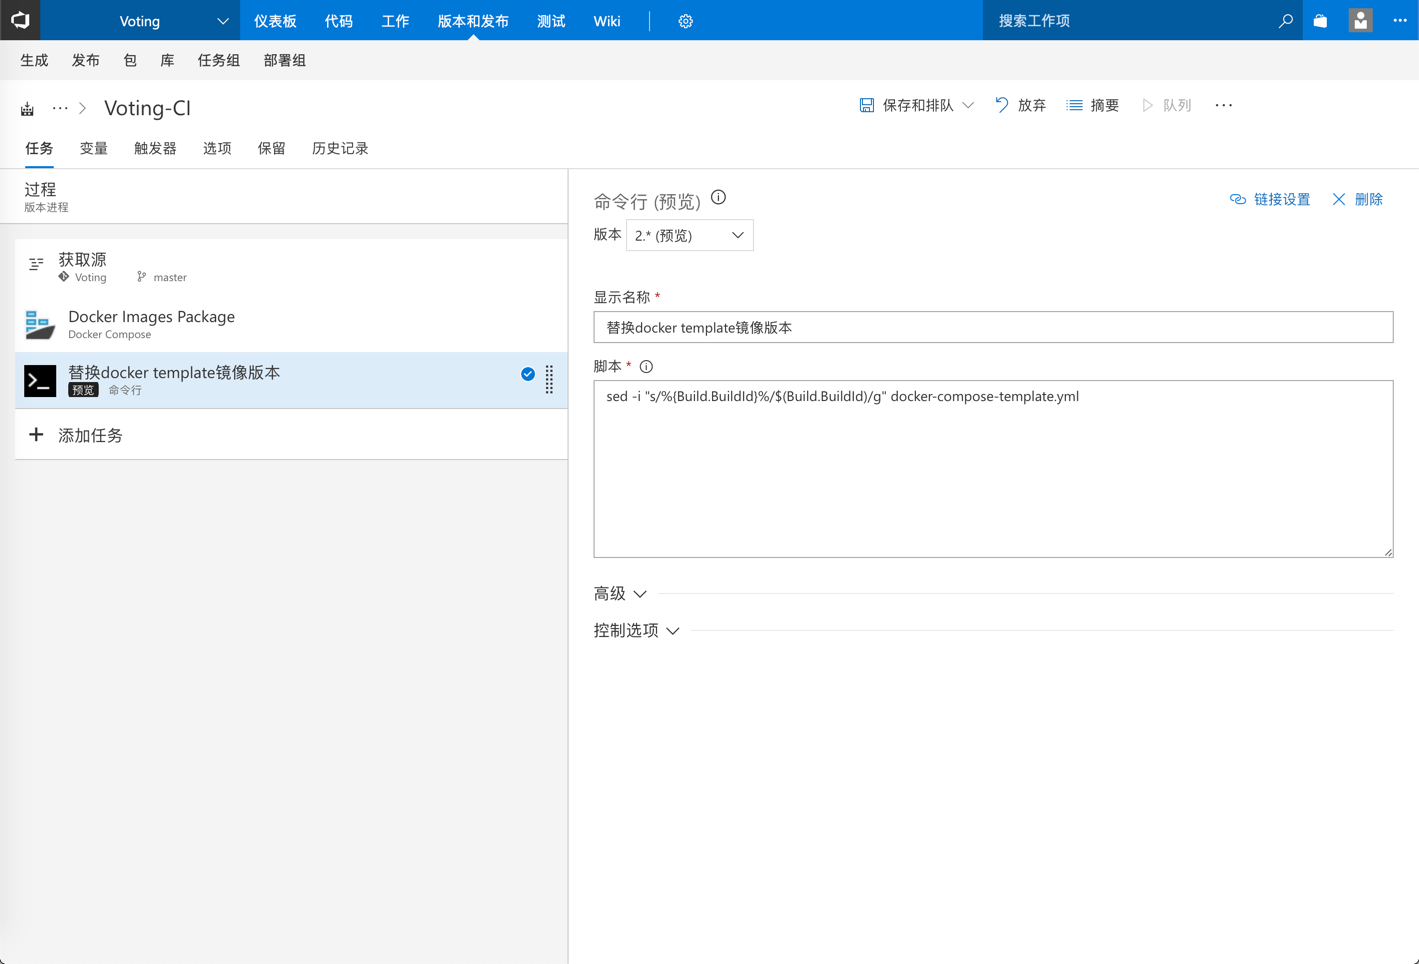 Voting 仪表板 代码 工作 版本和发布 测试 Wiki 搜索工作项
生成 发布 包 库 任务组 部署组
Voting-CI 保存和排队 放弃 摘要 队列
任务 变量 触发器 选项 保留 历史记录
过程
版本进程
获取源
Voting master
Docker Images Package
Docker Compose
替换docker template镜像版本
预览 命令行
添加任务
命令行 (预览) 链接设置 删除
版本 2.* (预览)
显示名称 *
替换docker template镜像版本
脚本 *
sed -i "s/%{Build.BuildId}%/$(Build.BuildId)/g" docker-compose-template.yml
高级
控制选项